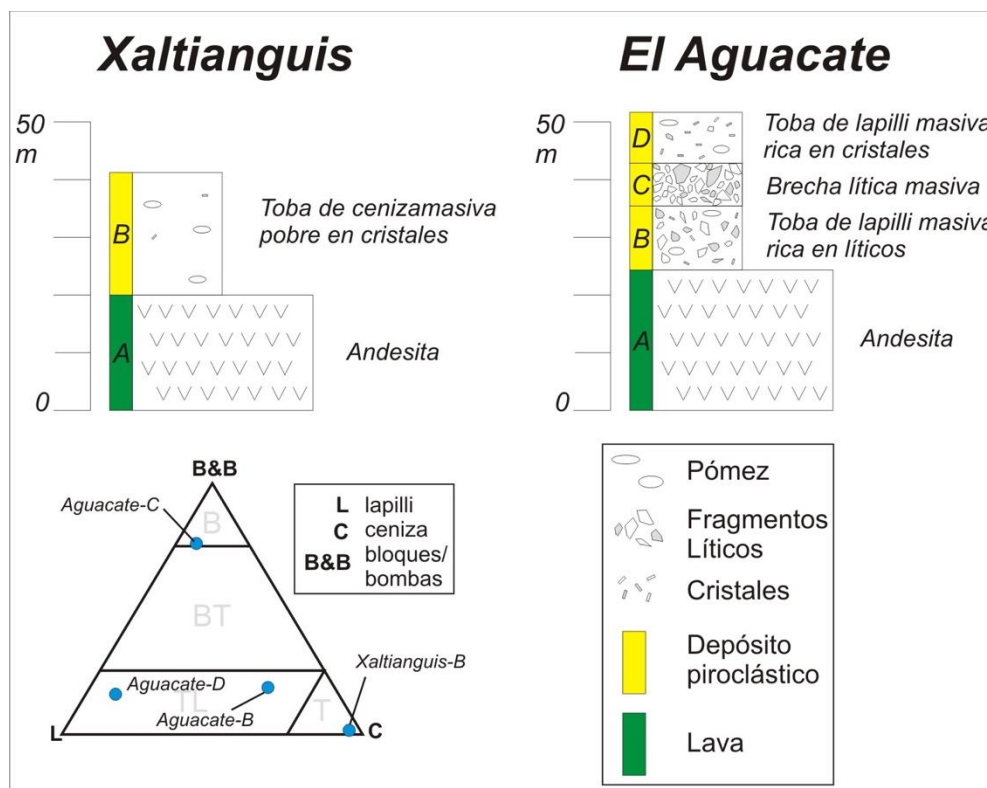 Xaltianguis
50
m
0
B
A
Toba de cenizamasiva
pobre en cristales
Andesita
El Aguacate
50
m
0
D
C
B
A
Toba de lapilli masiva
rica en cristales
Brecha lítica masiva
Toba de lapilli masiva
rica en líticos
Andesita
B&B
Aguacate-C
B
BT
Xaltianguis-B
Aguacate-D
TL
Aguacate-B
T
L
C
L lapilli
C ceniza
B&B bloques/
bombas
Pómez
Fragmentos
Líticos
Cristales
Depósito
piroclástico
Lava